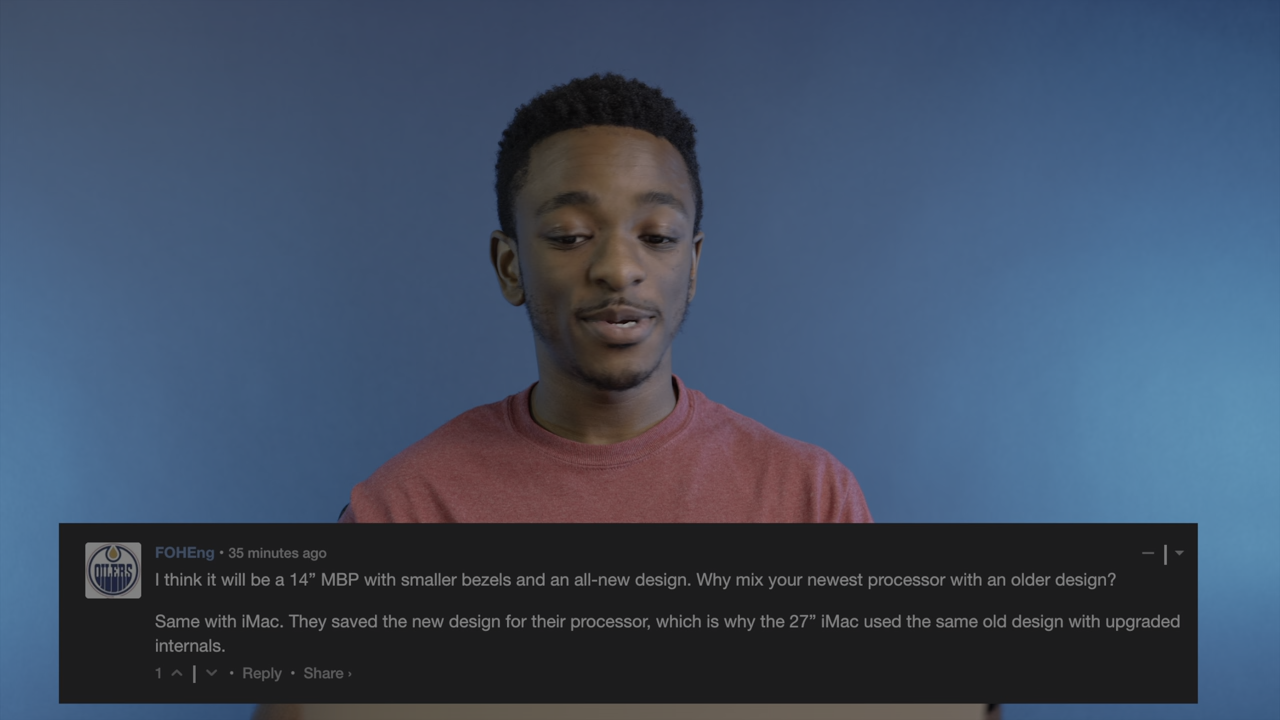 FOHEng • 35 minutes ago
I think it will be a 14” MBP with smaller bezels and an all-new design. Why mix your newest processor with an older design?
Same with iMac. They saved the new design for their processor, which is why the 27” iMac used the same old design with upgraded
internals.
1 • Reply • Share ›
OILERS